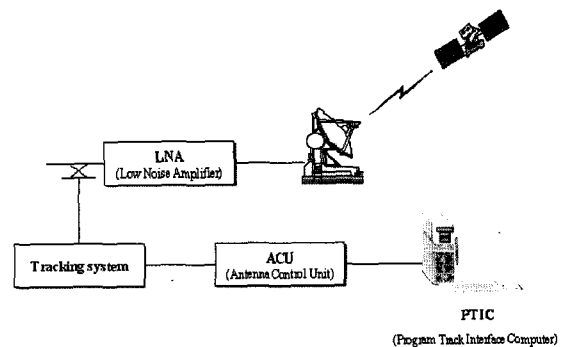 LNA
(Low Noise Amplifier)
Tracking system
ACU
(Antenna Control Unit)
PTIC
(Program Track Interface Computer)